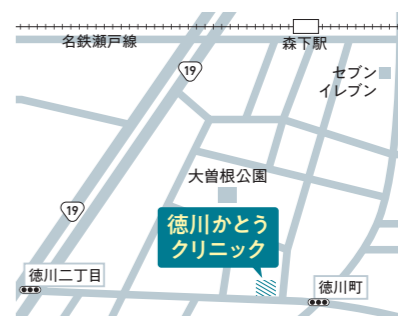 名鉄瀬戸線
森下駅
19
セブン
イレブン
大曽根公園
19
徳川かとう
クリニック
徳川二丁目
徳川町